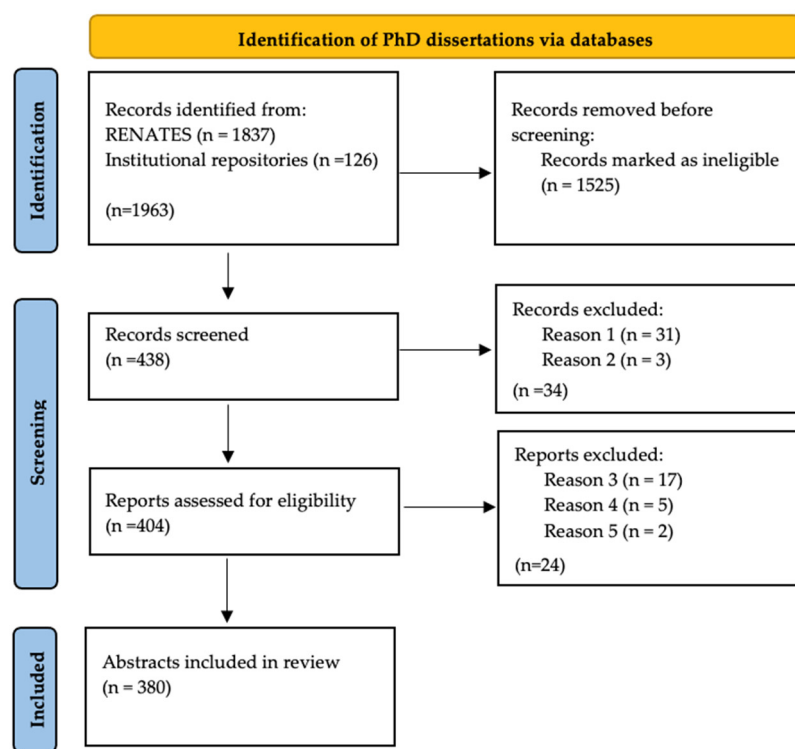 Identification of PhD dissertations via databases
Identification
Records identified from:
RENATES (n = 1837)
Institutional repositories (n =126)
(n=1963)
Records removed before
screening:
Records marked as ineligible
(n = 1525)
Screening
Records screened
(n =438)
Records excluded:
Reason 1 (n = 31)
Reason 2 (n = 3)
(n =34)
Reports assessed for eligibility
(n =404)
Reports excluded:
Reason 3 (n = 17)
Reason 4 (n = 5)
Reason 5 (n = 2)
(n=24)
Included
Abstracts included in review
(n = 380)